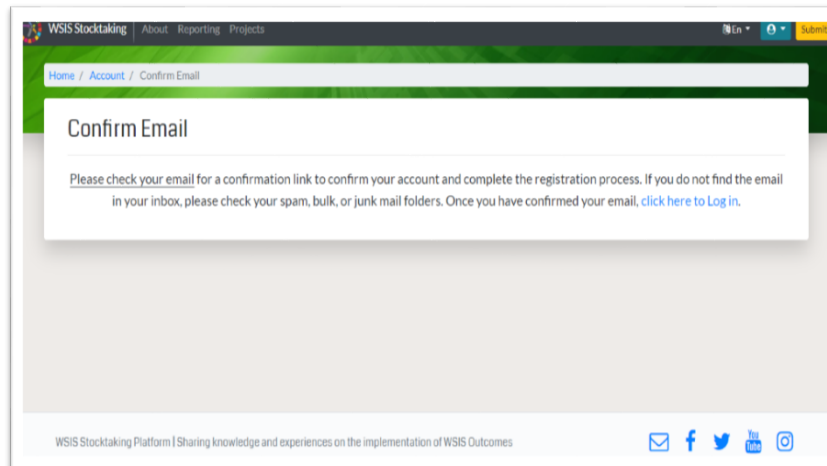 WSIS Stocktaking About Reporting Projects En Submit
Home / Account / Confirm Email
Confirm Email
Please check your email for a confirmation link to confirm your account and complete the registration process. If you do not find the email
in your inbox, please check your spam, bulk, or junk mail folders. Once you have confirmed your email, click here to Log in.
WSIS Stocktaking Platform | Sharing knowledge and experiences on the implementation of WSIS Outcomes
You
Tube